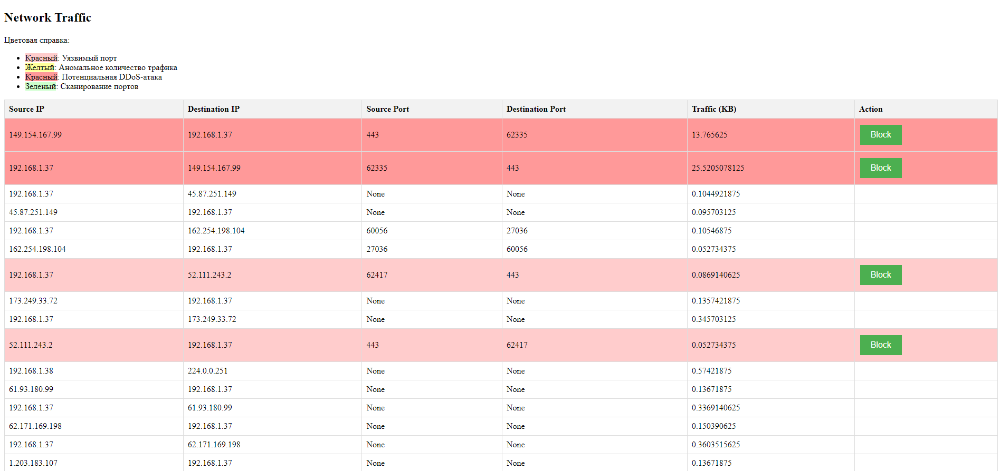 Network Traffic
Цветовая справка:
Красный: Уязвимый порт
Желтый: Аномальное количество трафика
Красный: Потенциальная DDoS-атака
Зеленый: Сканирование портов
Source IP Destination IP Source Port Destination Port Traffic (KB) Action
149.154.167.99 192.168.1.37 443 62335 13.765625 Block
192.168.1.37 149.154.167.99 62335 443 25.5205078125 Block
192.168.1.37 45.87.251.149 None None 0.1044921875
45.87.251.149 192.168.1.37 None None 0.095703125
192.168.1.37 162.254.198.104 60056 27036 0.10546875
162.254.198.104 192.168.1.37 27036 60056 0.052734375
192.168.1.37 52.111.243.2 62417 443 0.0869140625 Block
173.249.33.72 192.168.1.37 None None 0.1357421875
192.168.1.37 173.249.33.72 None None 0.345703125
52.111.243.2 192.168.1.37 443 62417 0.052734375 Block
192.168.1.38 224.0.0.251 None None 0.57421875
61.93.180.99 192.168.1.37 None None 0.13671875
192.168.1.37 61.93.180.99 None None 0.3369140625
62.171.169.198 192.168.1.37 None None 0.150390625
192.168.1.37 62.171.169.198 None None 0.3603515625
1.203.183.107 192.168.1.37 None None 0.13671875